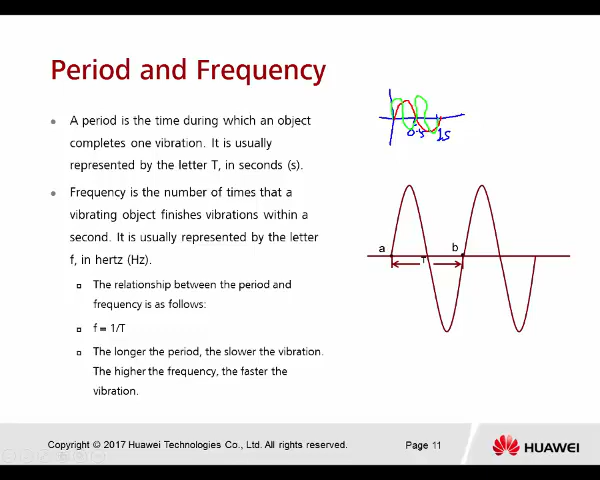 Period and Frequency
A period is the time during which an object
completes one vibration. It is usually
represented by the letter T, in seconds (s).
Frequency is the number of times that a
vibrating object finishes vibrations within a
second. It is usually represented by the letter
f, in hertz (Hz).
The relationship between the period and
frequency is as follows:
f = 1/T
The longer the period, the slower the vibration.
The higher the frequency, the faster the
vibration.
0.5 1s
a b
T
Copyright © 2017 Huawei Technologies Co., Ltd. All rights reserved.
Page 11
HUAWEI